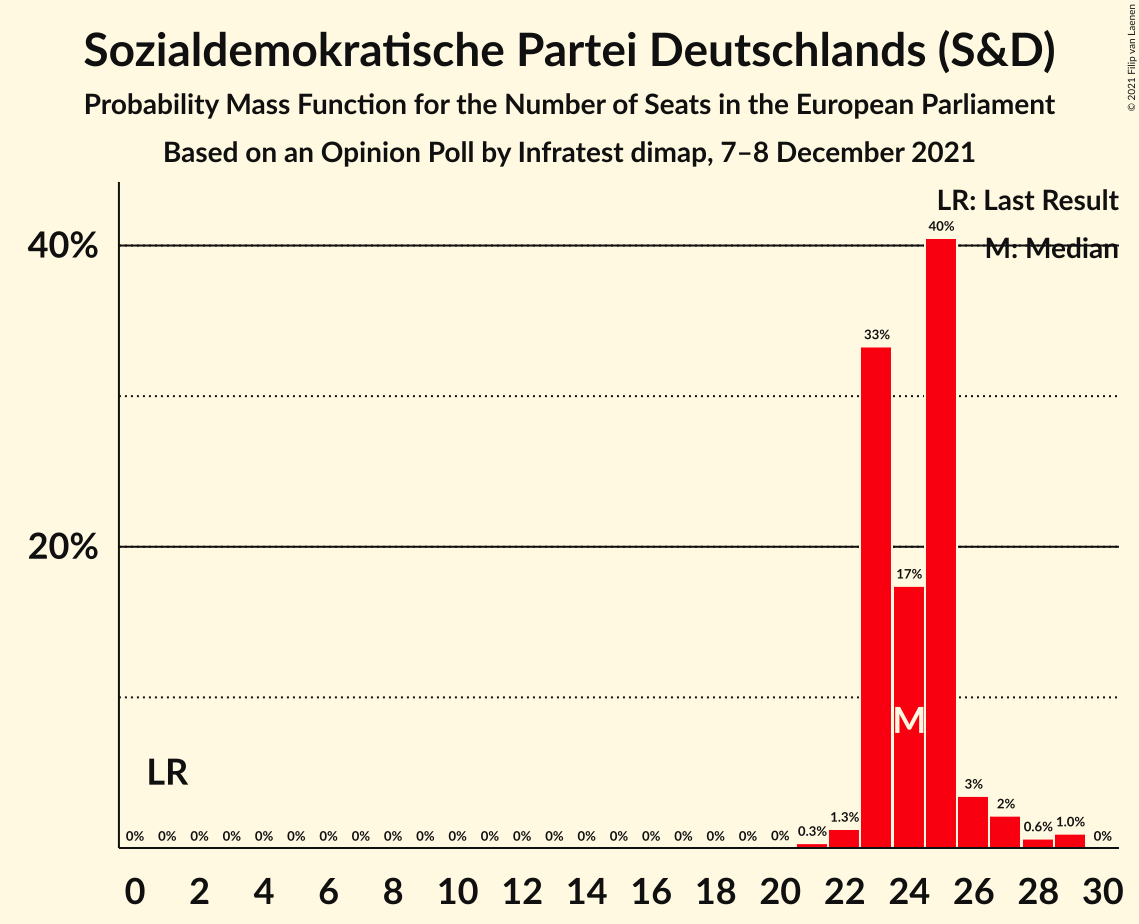 Sozialdemokratische Partei Deutschlands (S&D)
Probability Mass Function for the Number of Seats in the European Parliament
Based on an Opinion Poll by Infratest dimap, 7–8 December 2021
© 2021 Filip van Laenen
LR: Last Result
M: Median
40%
20%
40%
33%
17%
M
LR
3%
2%
0% 0% 0% 0% 0% 0% 0% 0% 0% 0% 0% 0% 0% 0% 0% 0% 0% 0% 0% 0% 0% 0.3% 1.3% 0.6% 1.0% 0%
0 2 4 6 8 10 12 14 16 18 20 22 24 26 28 30